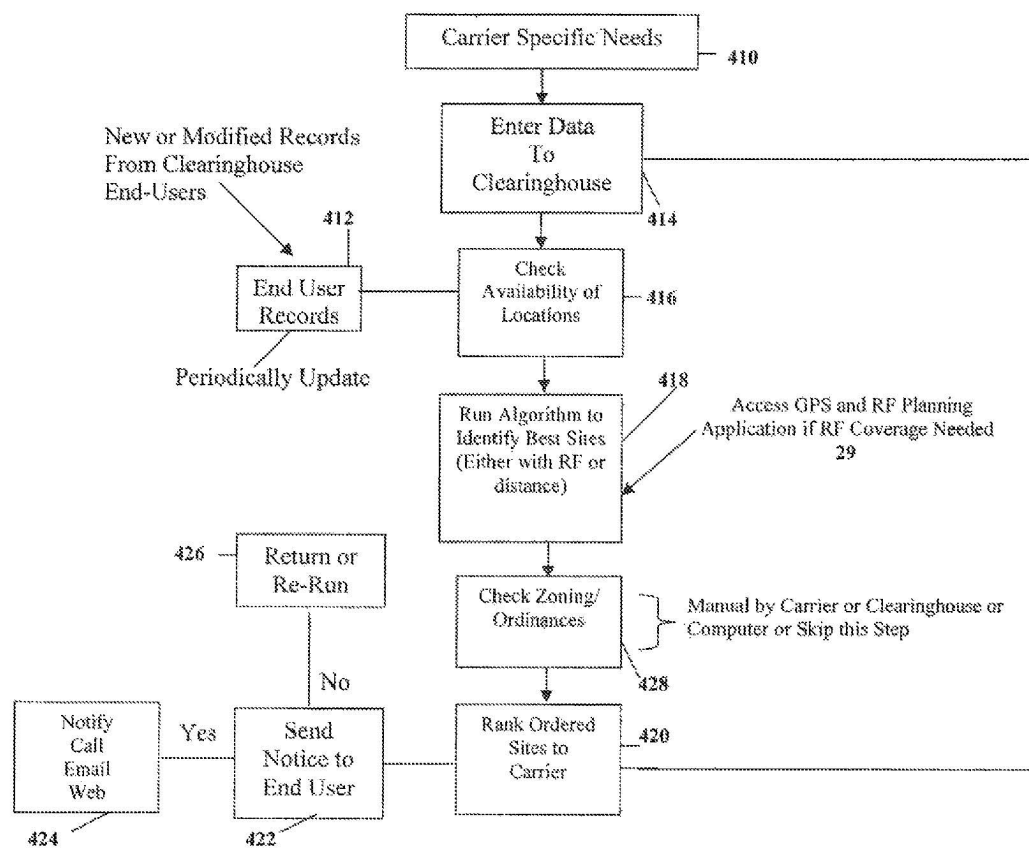 Carrier Specific Needs
410
Enter Data
To
Clearinghouse
414
New or Modified Records
From Clearinghouse
End-Users
412
End User
Records
Periodically Update
Check
Availability of
Locations
416
418
Run Algorithm to
Identify Best Sites
(Either with RF or
distance)
Access GPS and RF Planning
Application if RF Coverage Needed
29
426
Return or
Re-Run
Check Zoning/
Ordinances
Manual by Carrier or Clearinghouse or
Computer or Skip this Step
428
No
Notify
Call
Email
Web
424
Yes
Send
Notice to
End User
422
Rank Ordered
Sites to
Carrier
420